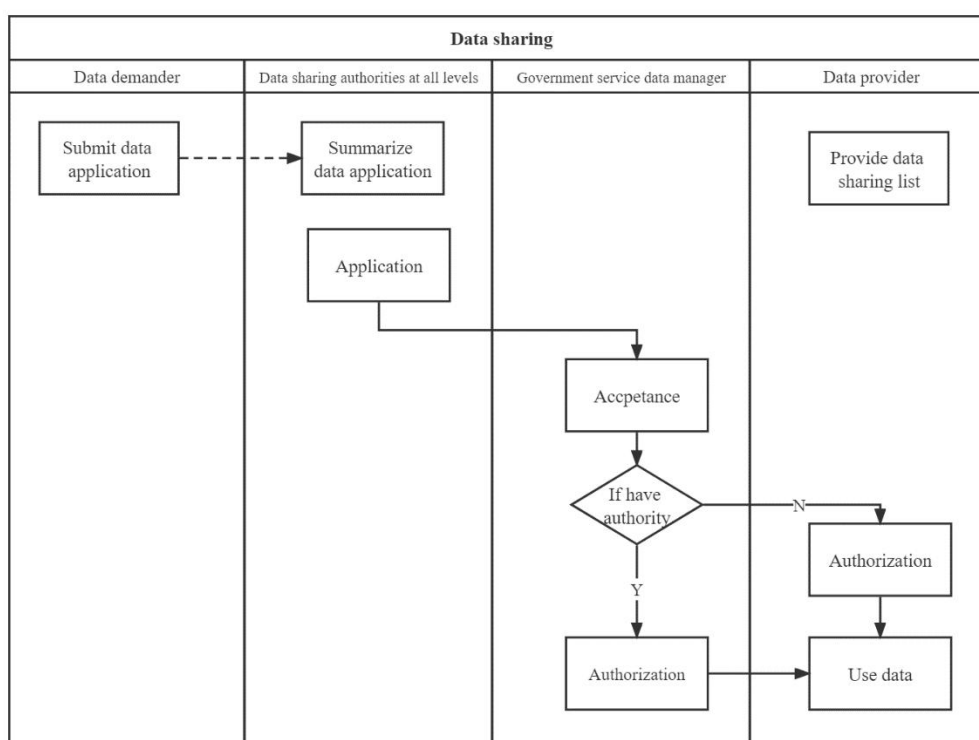 Data sharing
Data demander
Data sharing authorities at all levels
Government service data manager
Data provider
Submit data
application
Summarize
data application
Provide data
sharing list
Application
Accpetance
If have
authority
N
Authorization
Y
Authorization
Use data